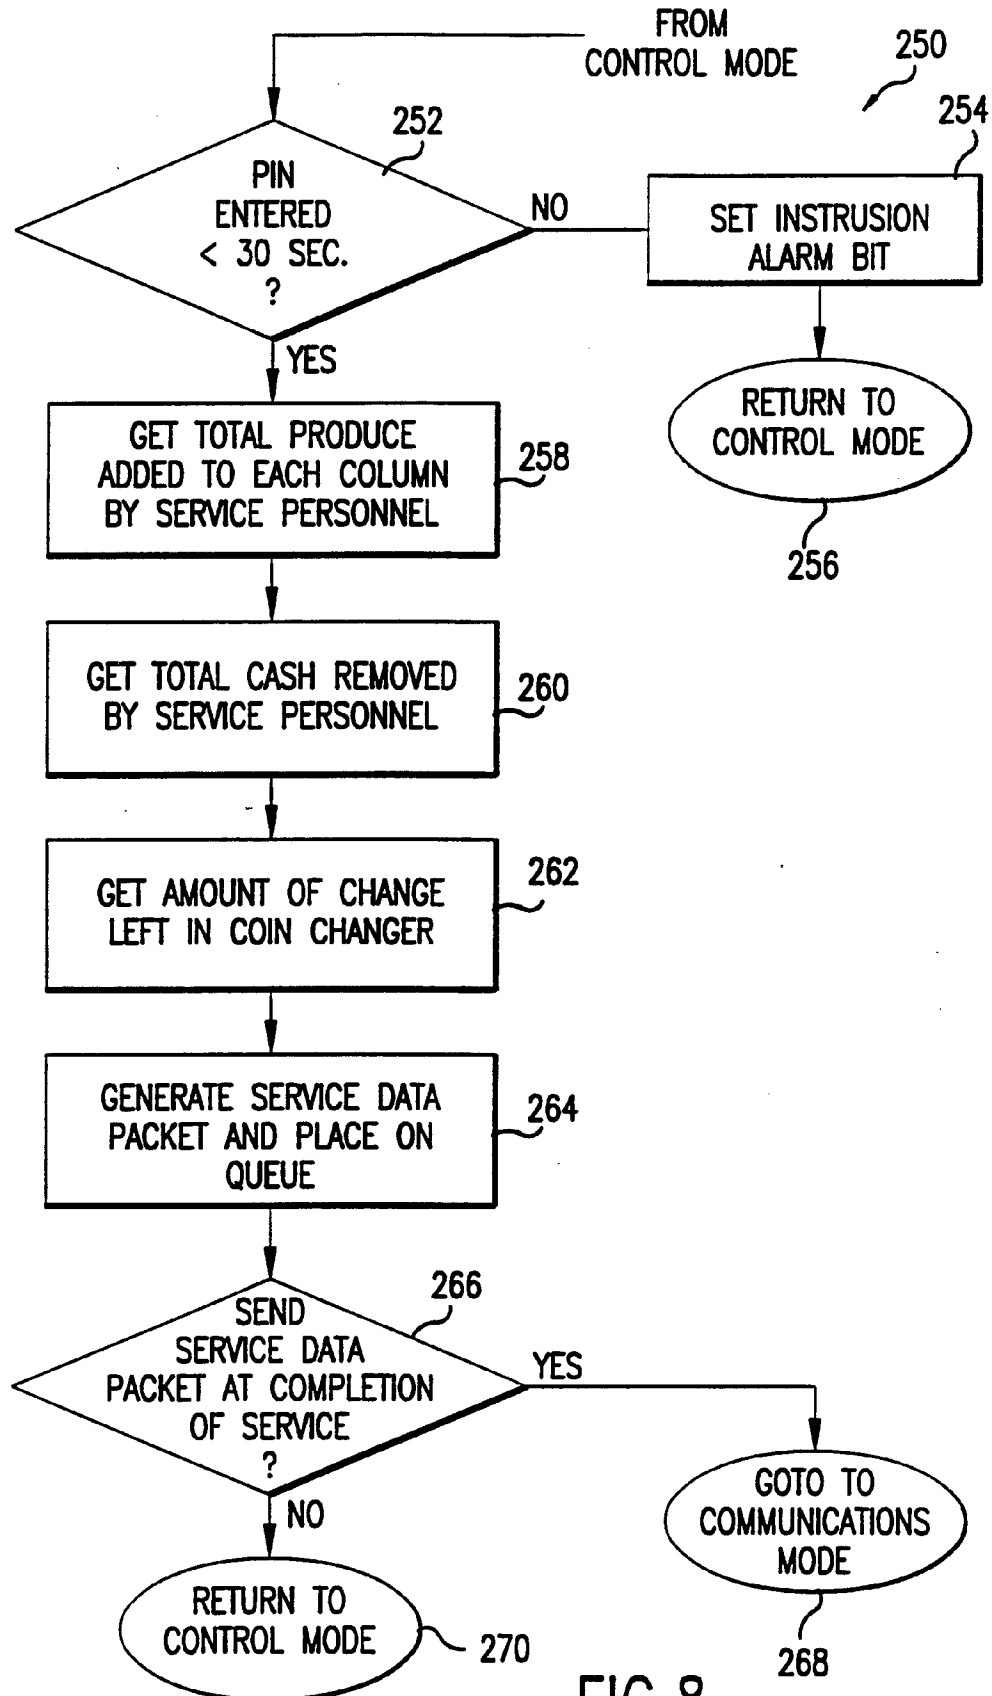 FROM
CONTROL MODE
250
252
254
PIN
ENTERED
< 30 SEC.
?
NO
SET INSTRUSION
ALARM BIT
YES
RETURN TO
CONTROL MODE
256
GET TOTAL PRODUCE
ADDED TO EACH COLUMN
BY SERVICE PERSONNEL
258
GET TOTAL CASH REMOVED
BY SERVICE PERSONNEL
260
GET AMOUNT OF CHANGE
LEFT IN COIN CHANGER
262
GENERATE SERVICE DATA
PACKET AND PLACE ON
QUEUE
264
266
SEND
SERVICE DATA
PACKET AT COMPLETION
OF SERVICE
?
YES
NO
GOTO TO
COMMUNICATIONS
MODE
268
RETURN TO
CONTROL MODE
270
FIG.8